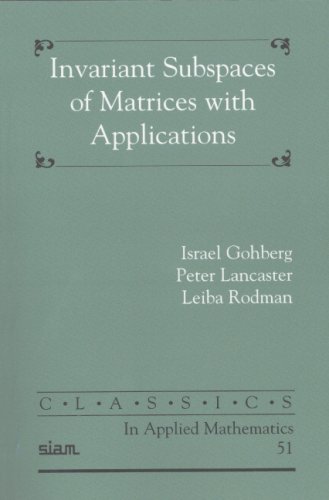 Invariant Subspaces
of Matrices with
Applications
Israel Gohberg
Peter Lancaster
Leiba Rodman
C•L•A•S•S•I•C•S
In Applied Mathematics
siam
51